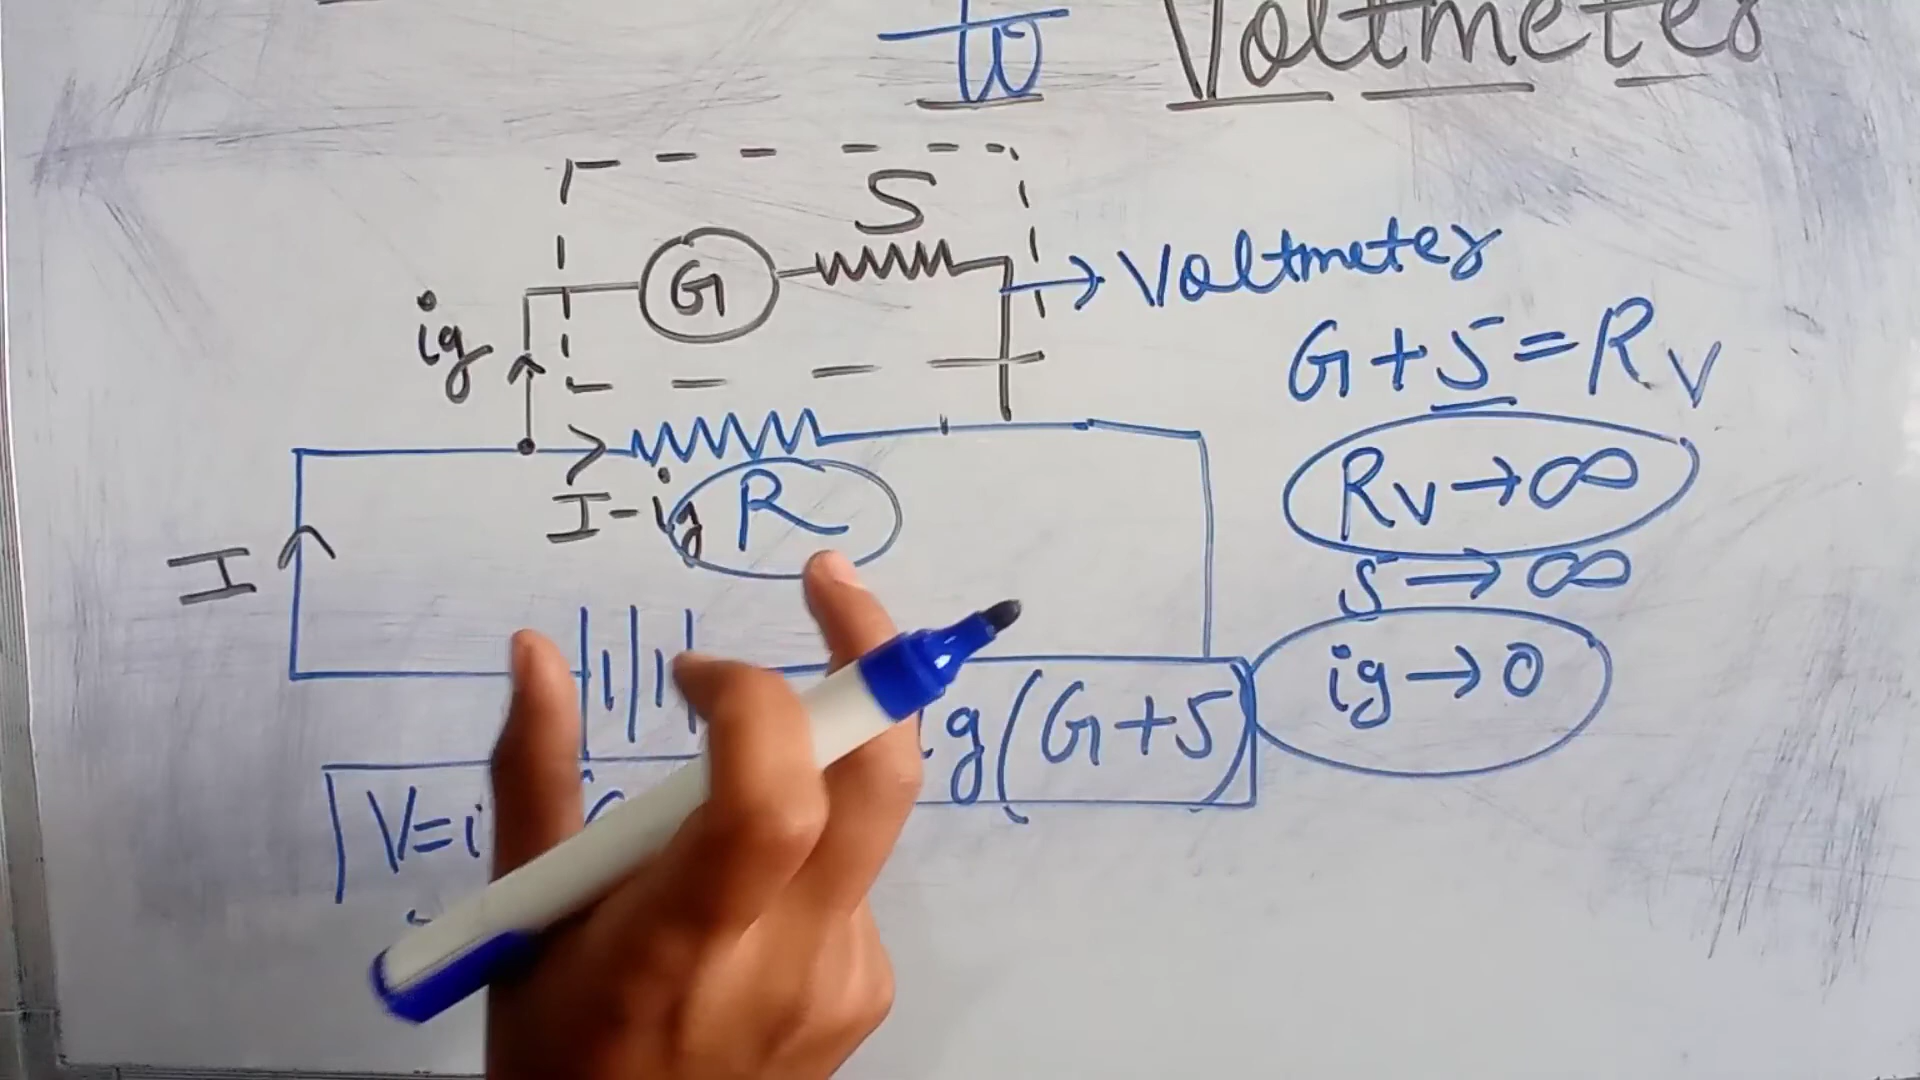 to Voltmeter
S
G
→ Voltmeter
ig
G+S=Rv
I-ig R
Rv→∞
I
S→∞
ig→0
ig(G+S)
V=i